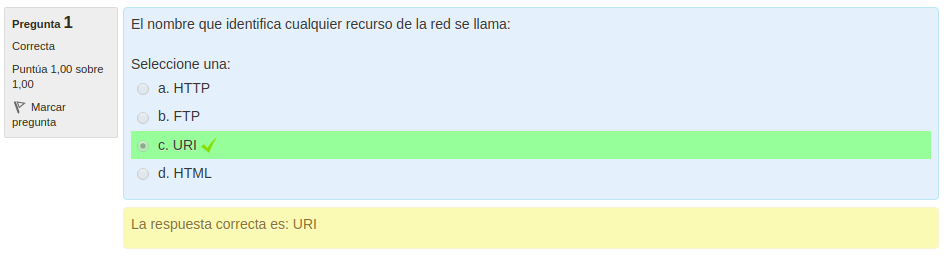 Pregunta 1
Correcta
Puntúa 1,00 sobre
1,00
Marcar
pregunta
El nombre que identifica cualquier recurso de la red se llama:
Seleccione una:
a. HTTP
b. FTP
c. URI
d. HTML
La respuesta correcta es: URI